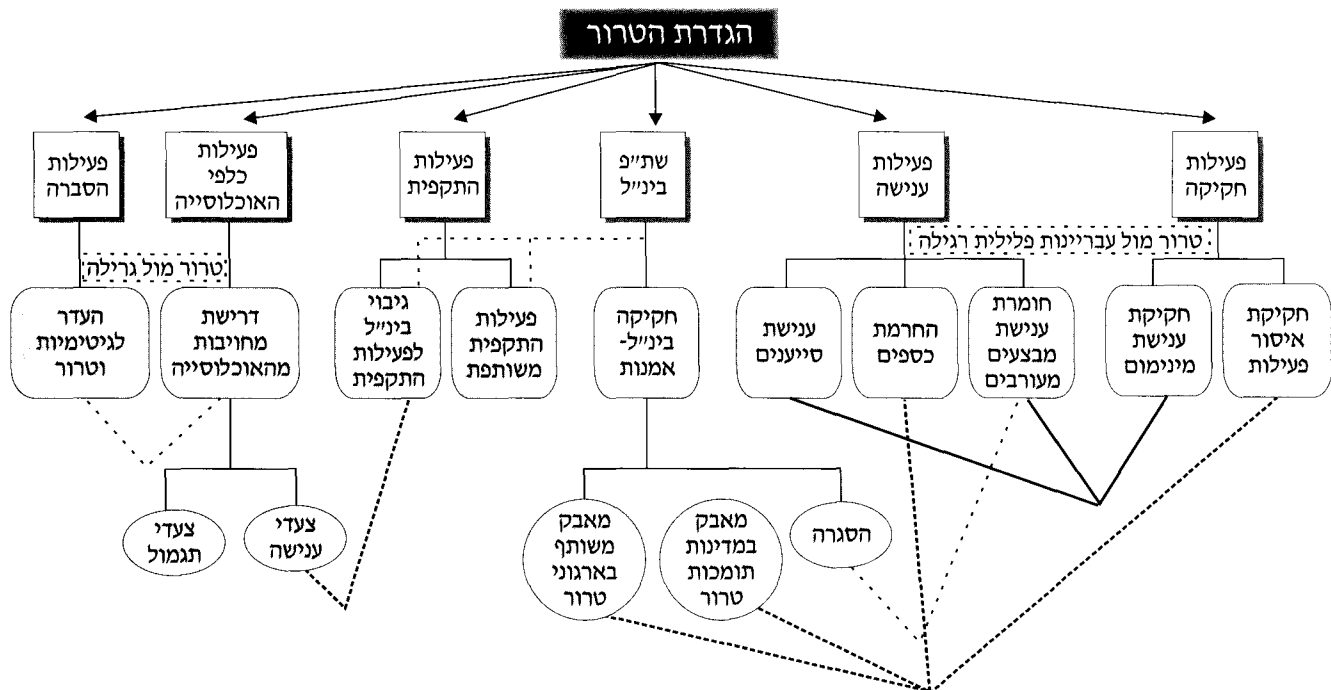 הגדרת הטרור
פעילות
חקיקה
פעילות
ענישה
שת״פ
בינ״ל
פעילות
התקפית
פעילות
כלפי
האוכלוסייה
פעילות
הסברה
טרור מול עבריינות פלילית רגילה
טרור מול גרילה
חקיקת
איסור
פעילות
חקיקת
ענישת
מינימום
חומרת
ענישת
מבצעים
מעורבים
החרמת
כספים
ענישת
סייענים
חקיקה
בינ״ל-
אמנות
פעילות
התקפית
משותפת
גיבוי
בינ״ל
לפעילות
התקפית
דרישת
מחויבות
מהאוכלוסייה
העדר
לגיטימיות
וטרור
הסגרה
מאבק
במדינות
תומכות
טרור
מאבק
משותף
בארגוני
טרור
צעדי
ענישה
צעדי
תגמול